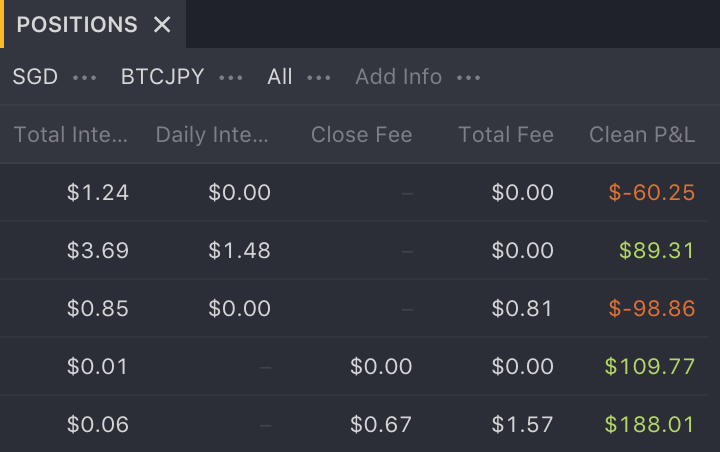 POSITIONS ×
SGD ••• BTCJPY ••• All ••• Add Info •••
Total Inte... Daily Inte... Close Fee Total Fee Clean P&L
$1.24 $0.00 – $0.00 $-60.25
$3.69 $1.48 – $0.00 $89.31
$0.85 $0.00 – $0.81 $-98.86
$0.01 – $0.00 $0.00 $109.77
$0.06 – $0.67 $1.57 $188.01